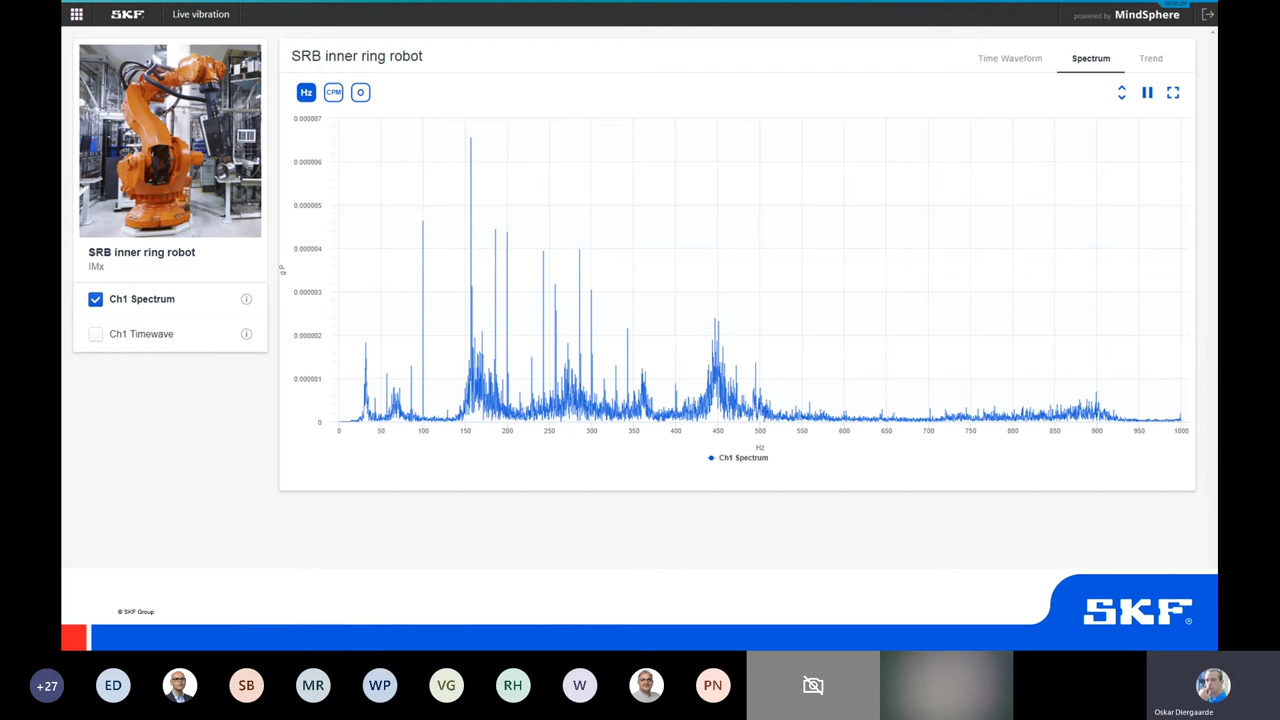 SKF
Live vibration
powered by MindSphere
SRB inner ring robot
IMx
Ch1 Spectrum
Ch1 Timewave
SRB inner ring robot
Time Waveform
Spectrum
Trend
Hz
CPM
O
0.000007
0.000006
0.000005
0.000004
0.000003
0.000002
0.000001
0
g P
0 50 100 150 200 250 300 350 400 450 500 550 600 650 700 750 800 850 900 950 1000
Hz
Ch1 Spectrum
© SKF Group
SKF®
+27
ED
SB
MR
WP
VG
RH
W
PN
Oskar Diergaarde